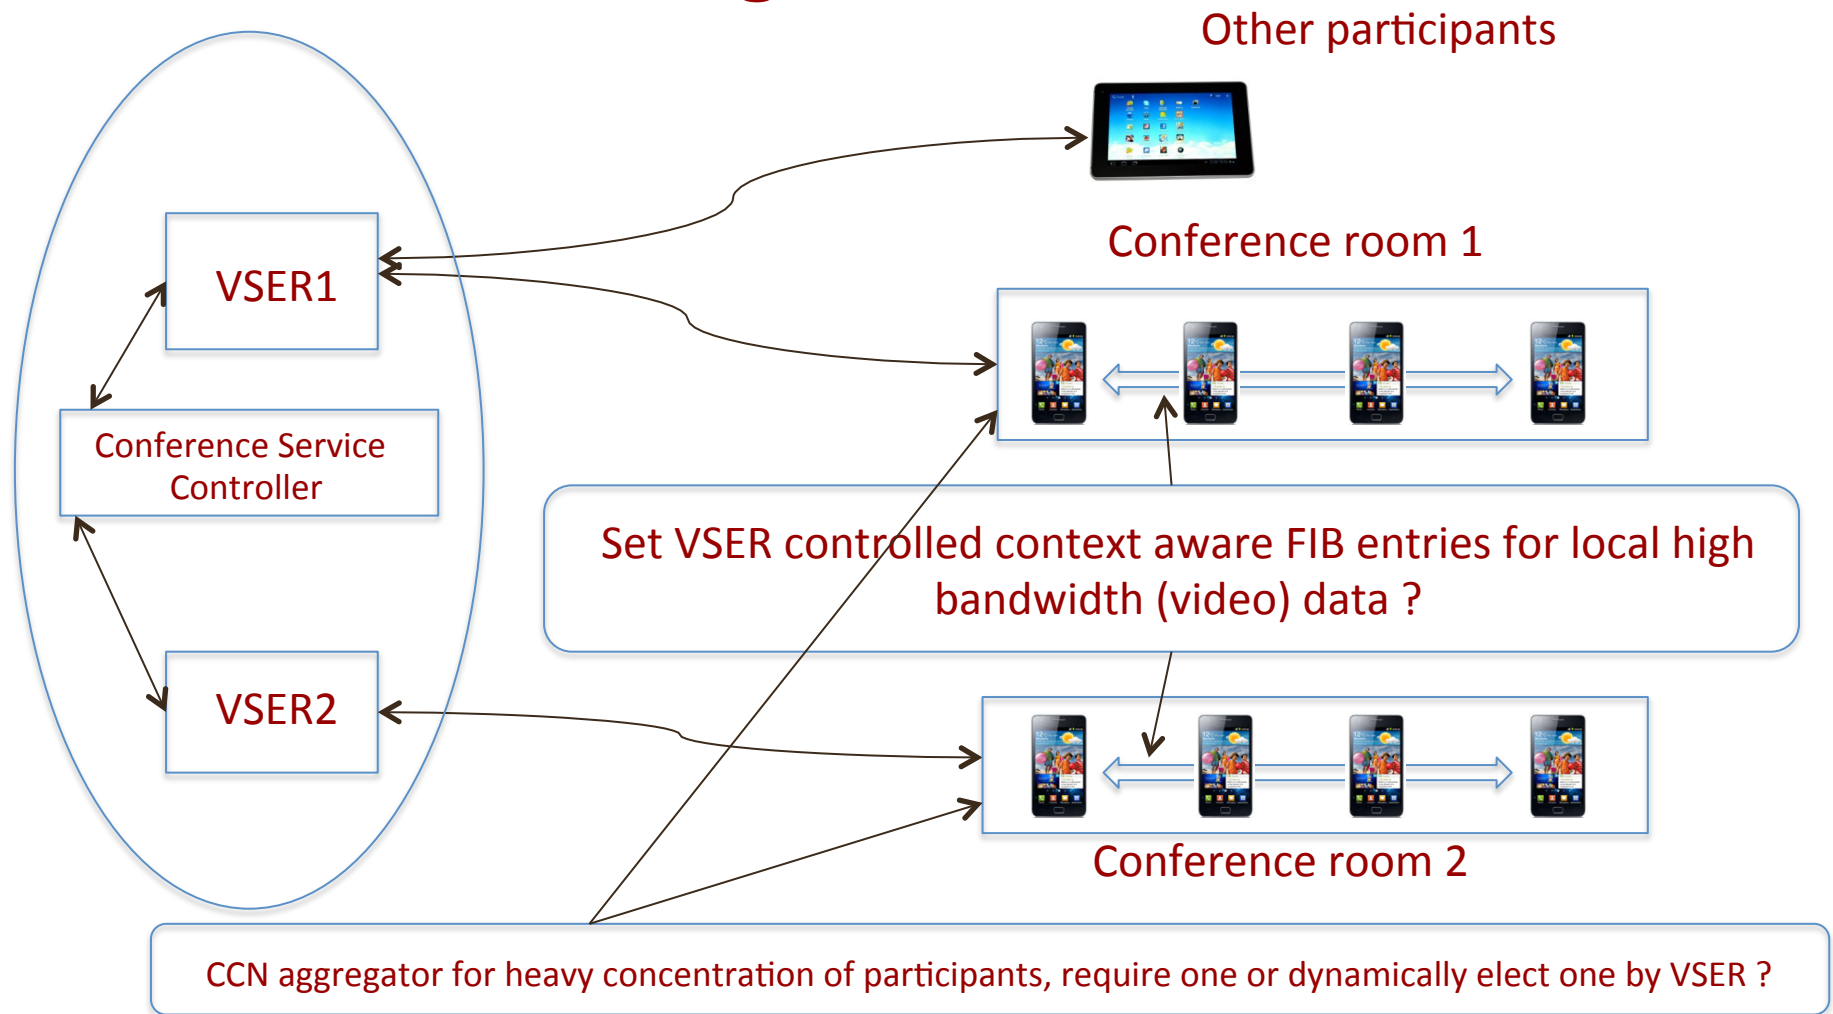 Other participants
VSER1
Conference room 1
Conference Service
Controller
Set VSER controlled context aware FIB entries for local high
bandwidth (video) data ?
VSER2
Conference room 2
CCN aggregator for heavy concentration of participants, require one or dynamically elect one by VSER ?